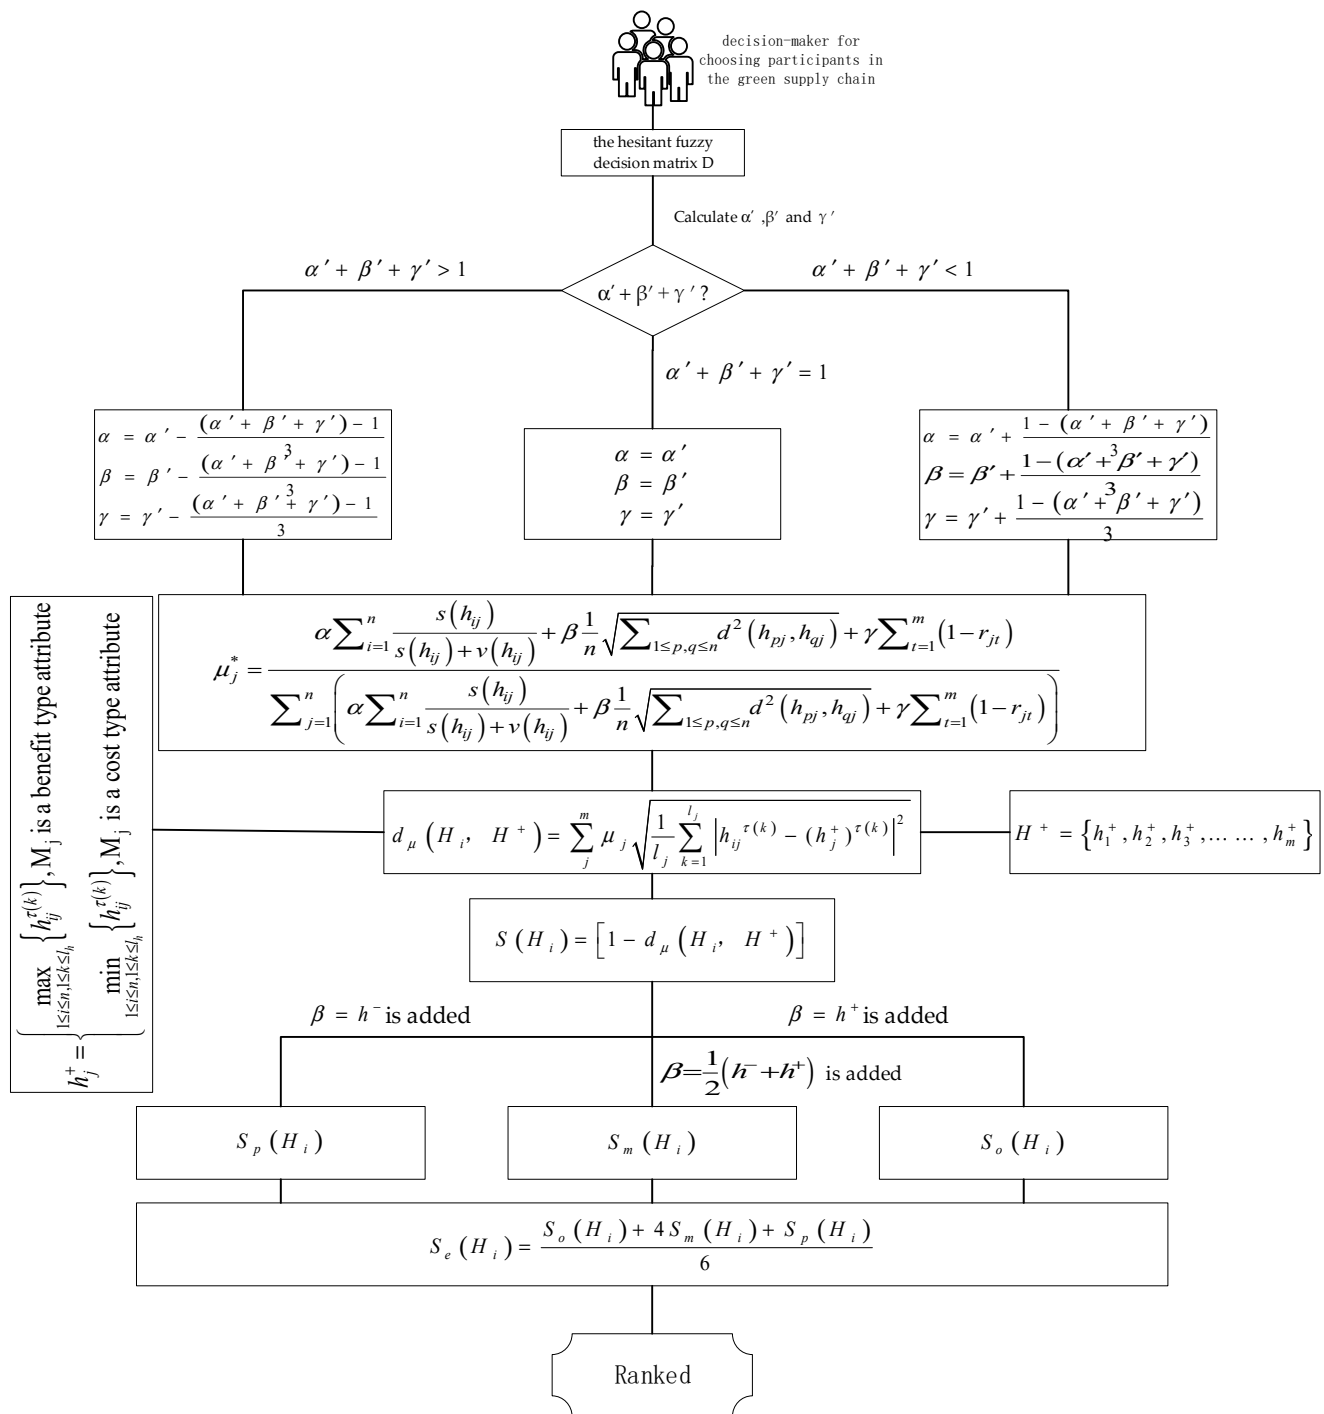 decision-maker for
choosing participants in
the green supply chain
the hesitant fuzzy
decision matrix D
Calculate α′ ,β′ and γ ′
α ′ + β ′ + γ ′ > 1
α ′ + β ′ + γ ′ < 1
α′ + β′ + γ ′ ?
α ′ + β ′ + γ ′ = 1
α = α ′ − ((α ′ + β ′ + γ ′) − 1) / 3
β = β ′ − ((α ′ + β ′ + γ ′) − 1) / 3
γ = γ ′ − ((α ′ + β ′ + γ ′) − 1) / 3
α = α ′
β = β ′
γ = γ ′
α = α ′ + (1 − (α ′ + β ′ + γ ′)) / 3
β = β′ + (1 − (α′ + β′ + γ′)) / 3
γ = γ ′ + (1 − (α ′ + β ′ + γ ′)) / 3
h_j^+ = { max_{1≤i≤n,1≤k≤l_h} {h_ij^{τ(k)}}, M_j is a benefit type attribute
min_{1≤i≤n,1≤k≤l_h} {h_ij^{τ(k)}}, M_j is a cost type attribute
μ_j^* = (α∑_{i=1}^n s(h_ij) / (s(h_ij) + v(h_ij)) + β 1/n √(∑_{1≤p,q≤n} d²(h_pj, h_qj)) + γ∑_{t=1}^m (1 − r_jt)) / (∑_{j=1}^n (α∑_{i=1}^n s(h_ij) / (s(h_ij) + v(h_ij)) + β 1/n √(∑_{1≤p,q≤n} d²(h_pj, h_qj)) + γ∑_{t=1}^m (1 − r_jt)))
d_μ (H_i, H^+) = ∑_j^m μ_j √(1/l_j ∑_{k=1}^{l_j} |h_ij^{τ(k)} − (h_j^+)^{τ(k)}|²)
H^+ = {h_1^+, h_2^+, h_3^+, … …, h_m^+}
S (H_i) = [1 − d_μ (H_i, H^+)]
β = h^− is added
β = h^+ is added
β = 1/2 (h^− + h^+) is added
S_p (H_i)
S_m (H_i)
S_o (H_i)
S_e (H_i) = (S_o (H_i) + 4 S_m (H_i) + S_p (H_i)) / 6
Ranked